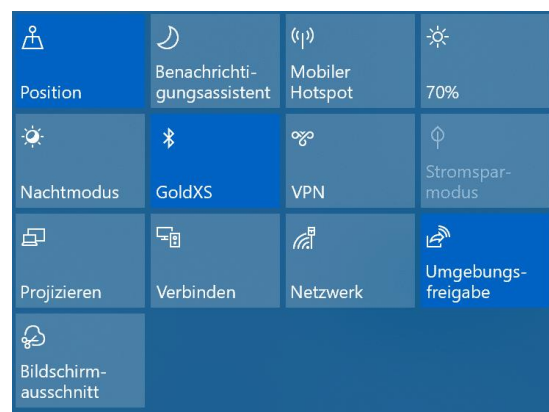 Position
Benachrichti-
gungsassistent
Mobiler
Hotspot
70%
Nachtmodus
GoldXS
VPN
Stromspar-
modus
Projizieren
Verbinden
Netzwerk
Umgebungs-
freigabe
Bildschirm-
ausschnitt